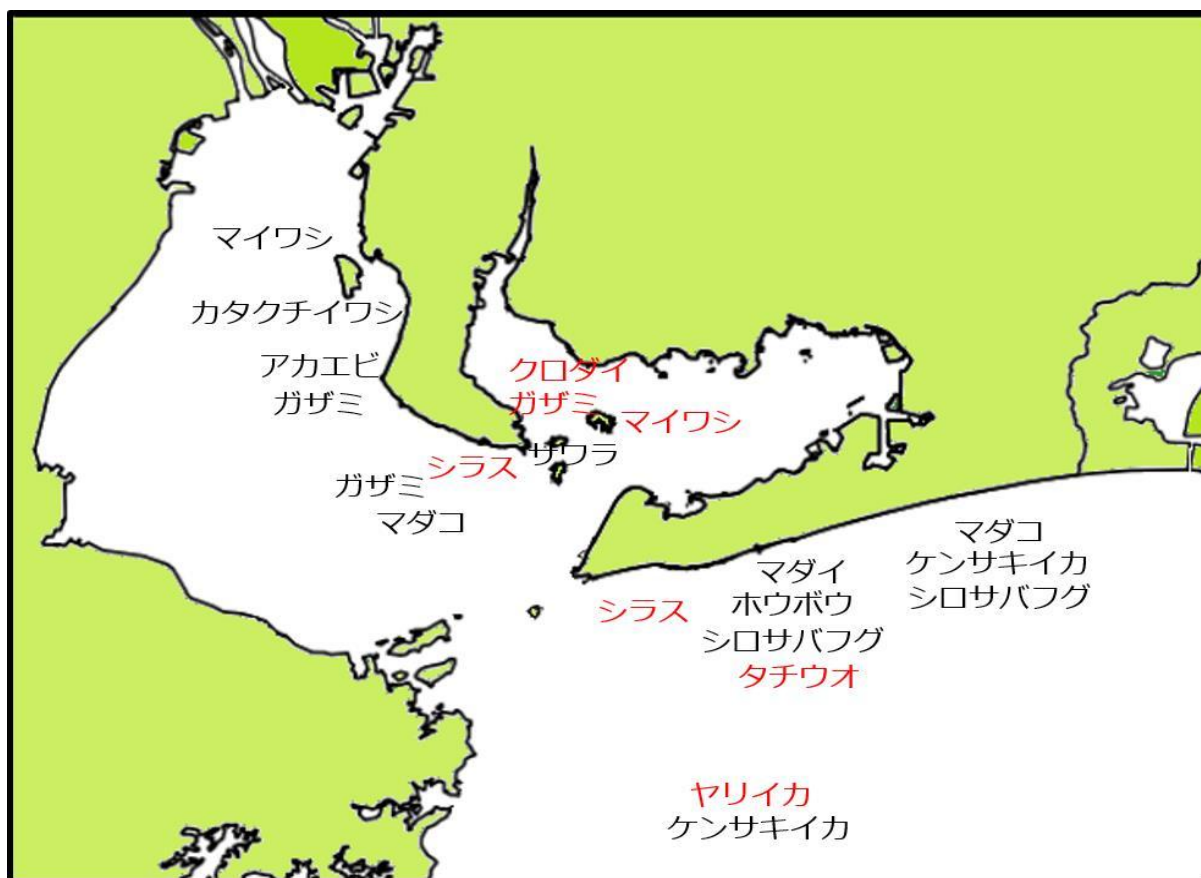 マイワシ
カタクチイワシ
アカエビ
ガザミ
クロダイ
ガザミ
マイワシ
サワラ
シラス
ガザミ
マダコ
マダコ
ケンサキイカ
シロサバフグ
マダイ
ホウボウ
シロサバフグ
タチウオ
シラス
ヤリイカ
ケンサキイカ